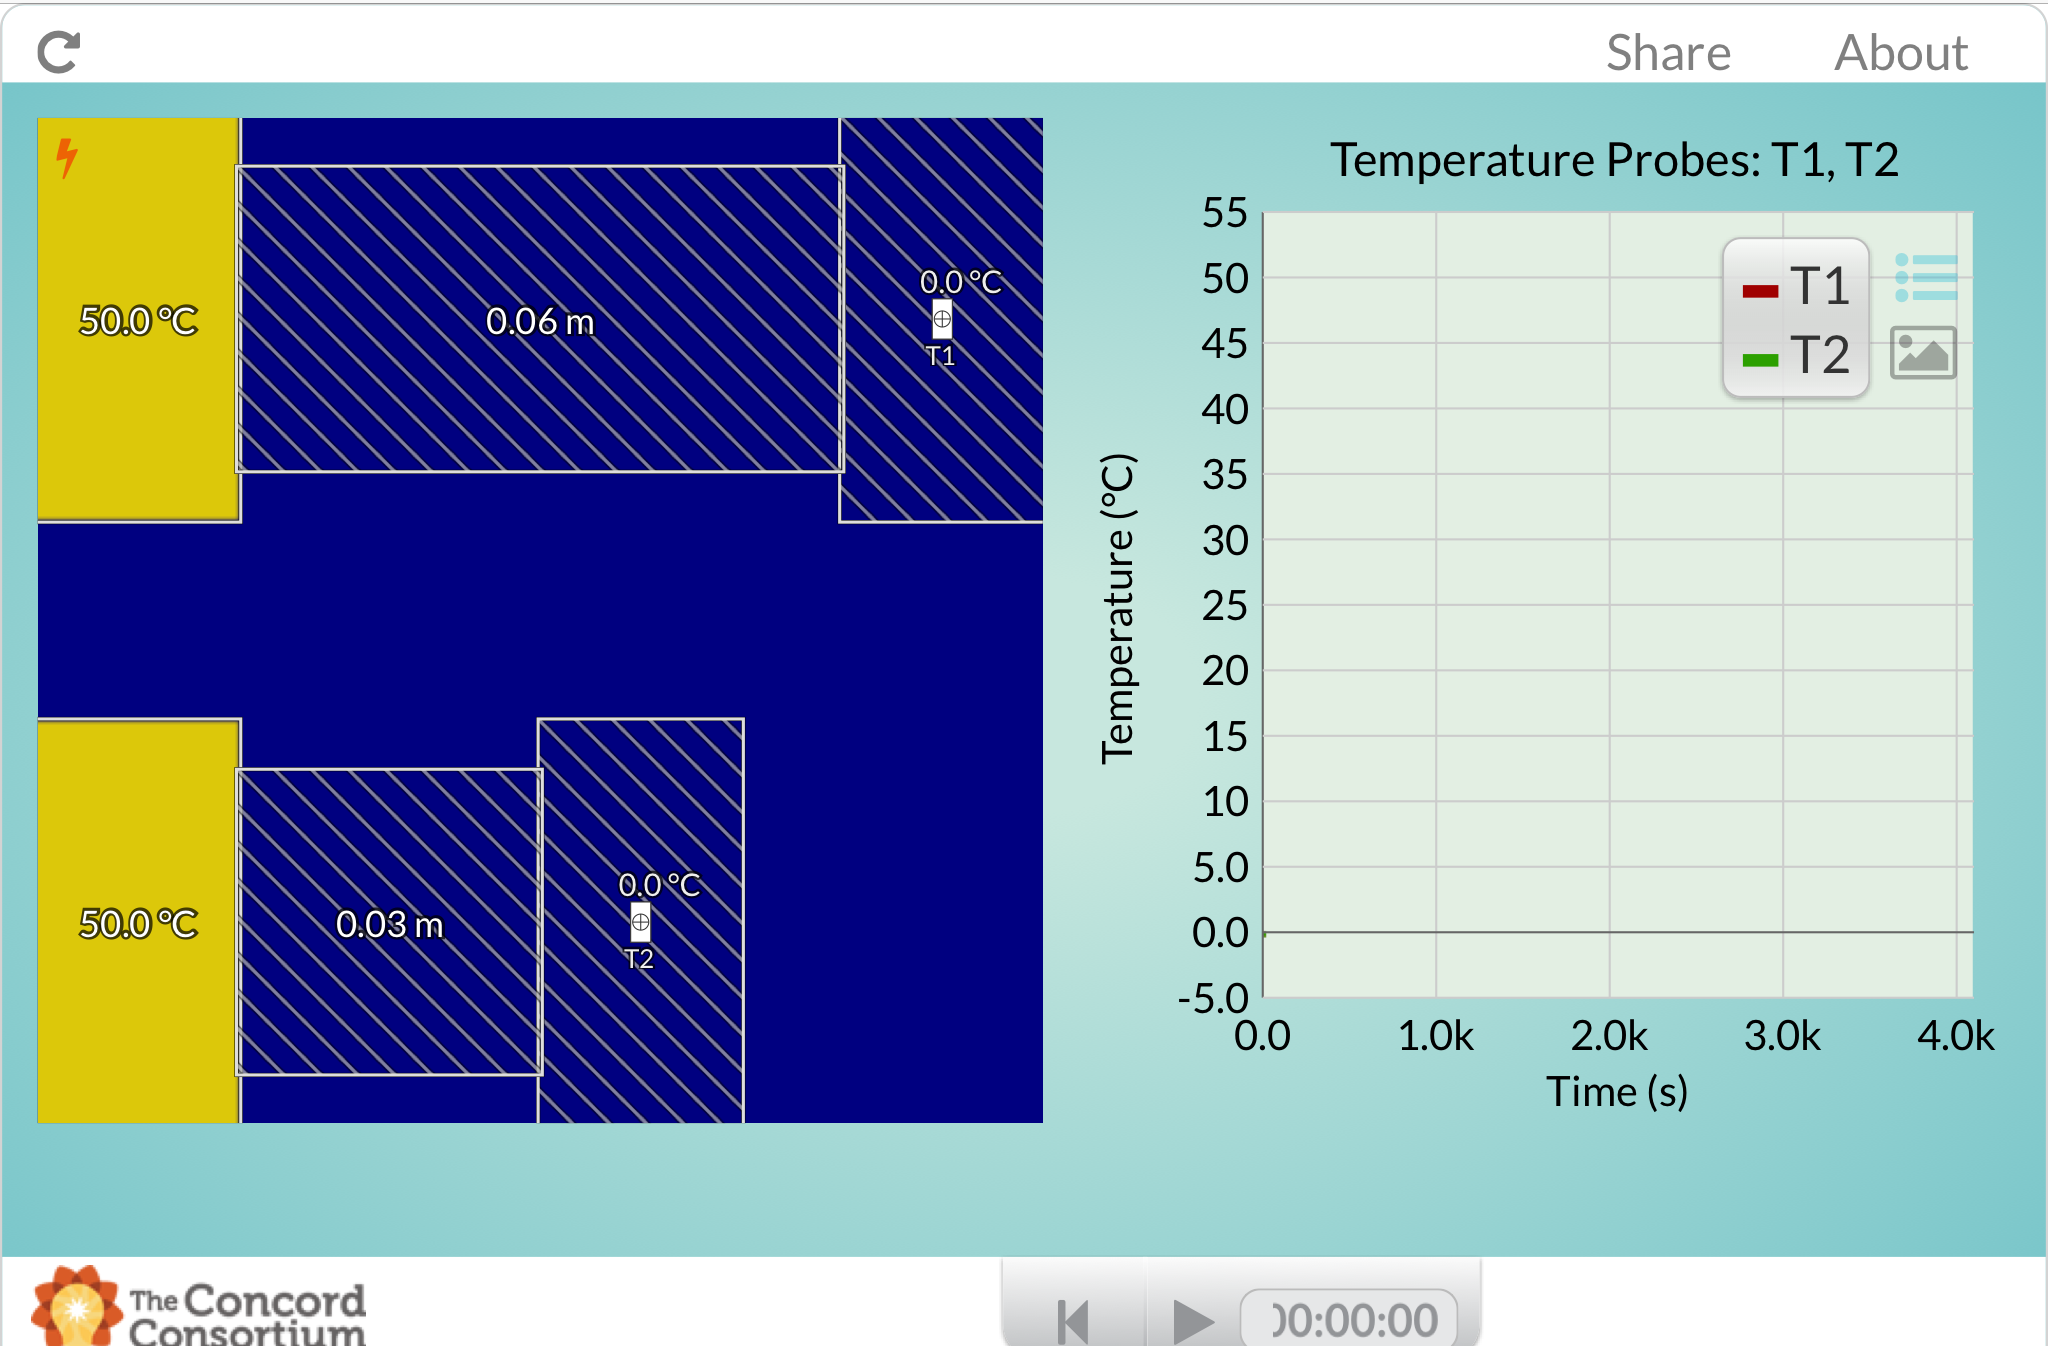 Share About
50.0 °C
0.06 m
0.0 °C
T1
50.0 °C
0.03 m
0.0 °C
T2
Temperature Probes: T1, T2
T1
T2
Temperature (°C)
55
50
45
40
35
30
25
20
15
10
5.0
0.0
-5.0
0.0 1.0k 2.0k 3.0k 4.0k
Time (s)
The Concord
Consortium
00:00:00